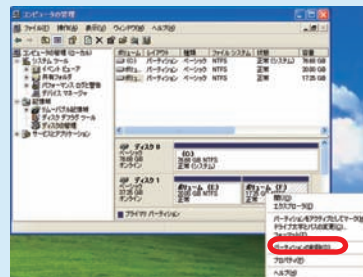 コンピュータの管理
ファイル(F) 操作(A) 表示(V) ウィンドウ(W) ヘルプ(H)
コンピュータの管理 (ローカル)
システム ツール
イベント ビューア
共有フォルダ
パフォーマンス ログと警告
デバイス マネージャ
記憶域
リムーバブル記憶域
ディスク デフラグ ツール
ディスクの管理
サービスとアプリケーション
ボリューム レイアウト 種類 ファイル システム 状態 容量
(C:) パーティション ベーシック NTFS 正常 (システム)
パーティション ベーシック NTFS 正常
パーティション ベーシック NTFS 正常
ディスク 0
ベーシック
オンライン
(C:)
正常 (システム)
ディスク 1
ベーシック
オンライン
ボリューム (E:)
正常
ボリューム (F:)
正常
プライマリ パーティション
開く(O)
エクスプローラ(X)
パーティションをアクティブとしてマーク(M)
ドライブ文字とパスの変更(C)...
フォーマット(F)...
パーティションの削除(D)...
プロパティ(R)
ヘルプ(H)